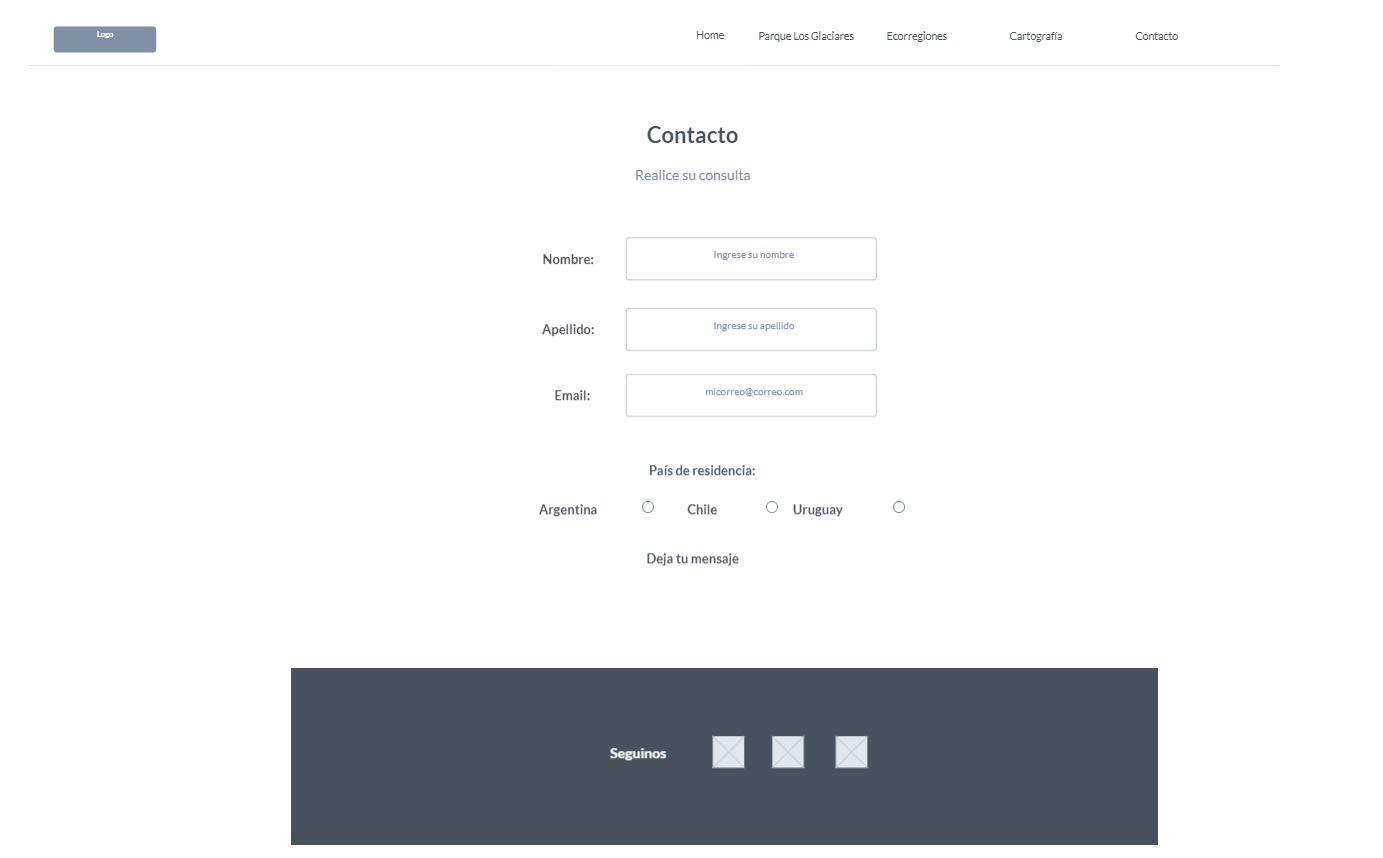 Logo
Home Parque Los Glaciares Ecorregiones Cartografía Contacto
Contacto
Realice su consulta
Nombre: Ingrese su nombre
Apellido: Ingrese su apellido
Email: micorreo@correo.com
País de residencia:
Argentina Chile Uruguay
Deja tu mensaje
Seguinos